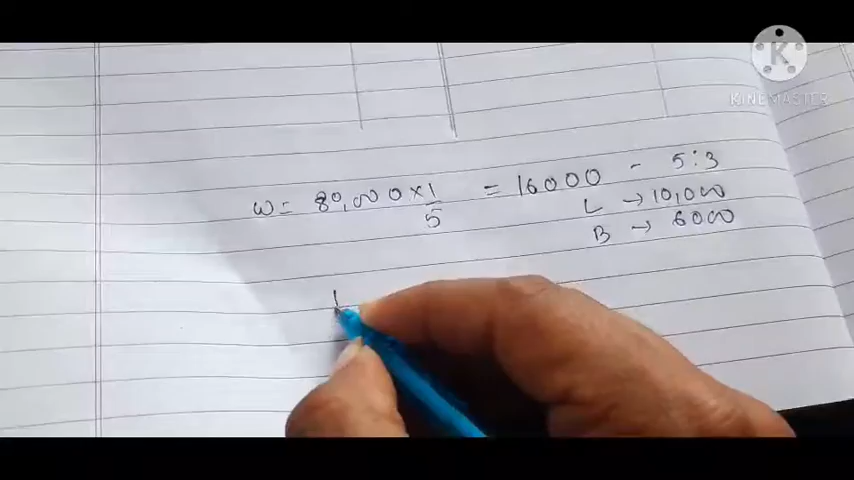 KINEMASTER
W = 80,000 × 1/5 = 16000 - 5:3
L → 10,000
B → 6000